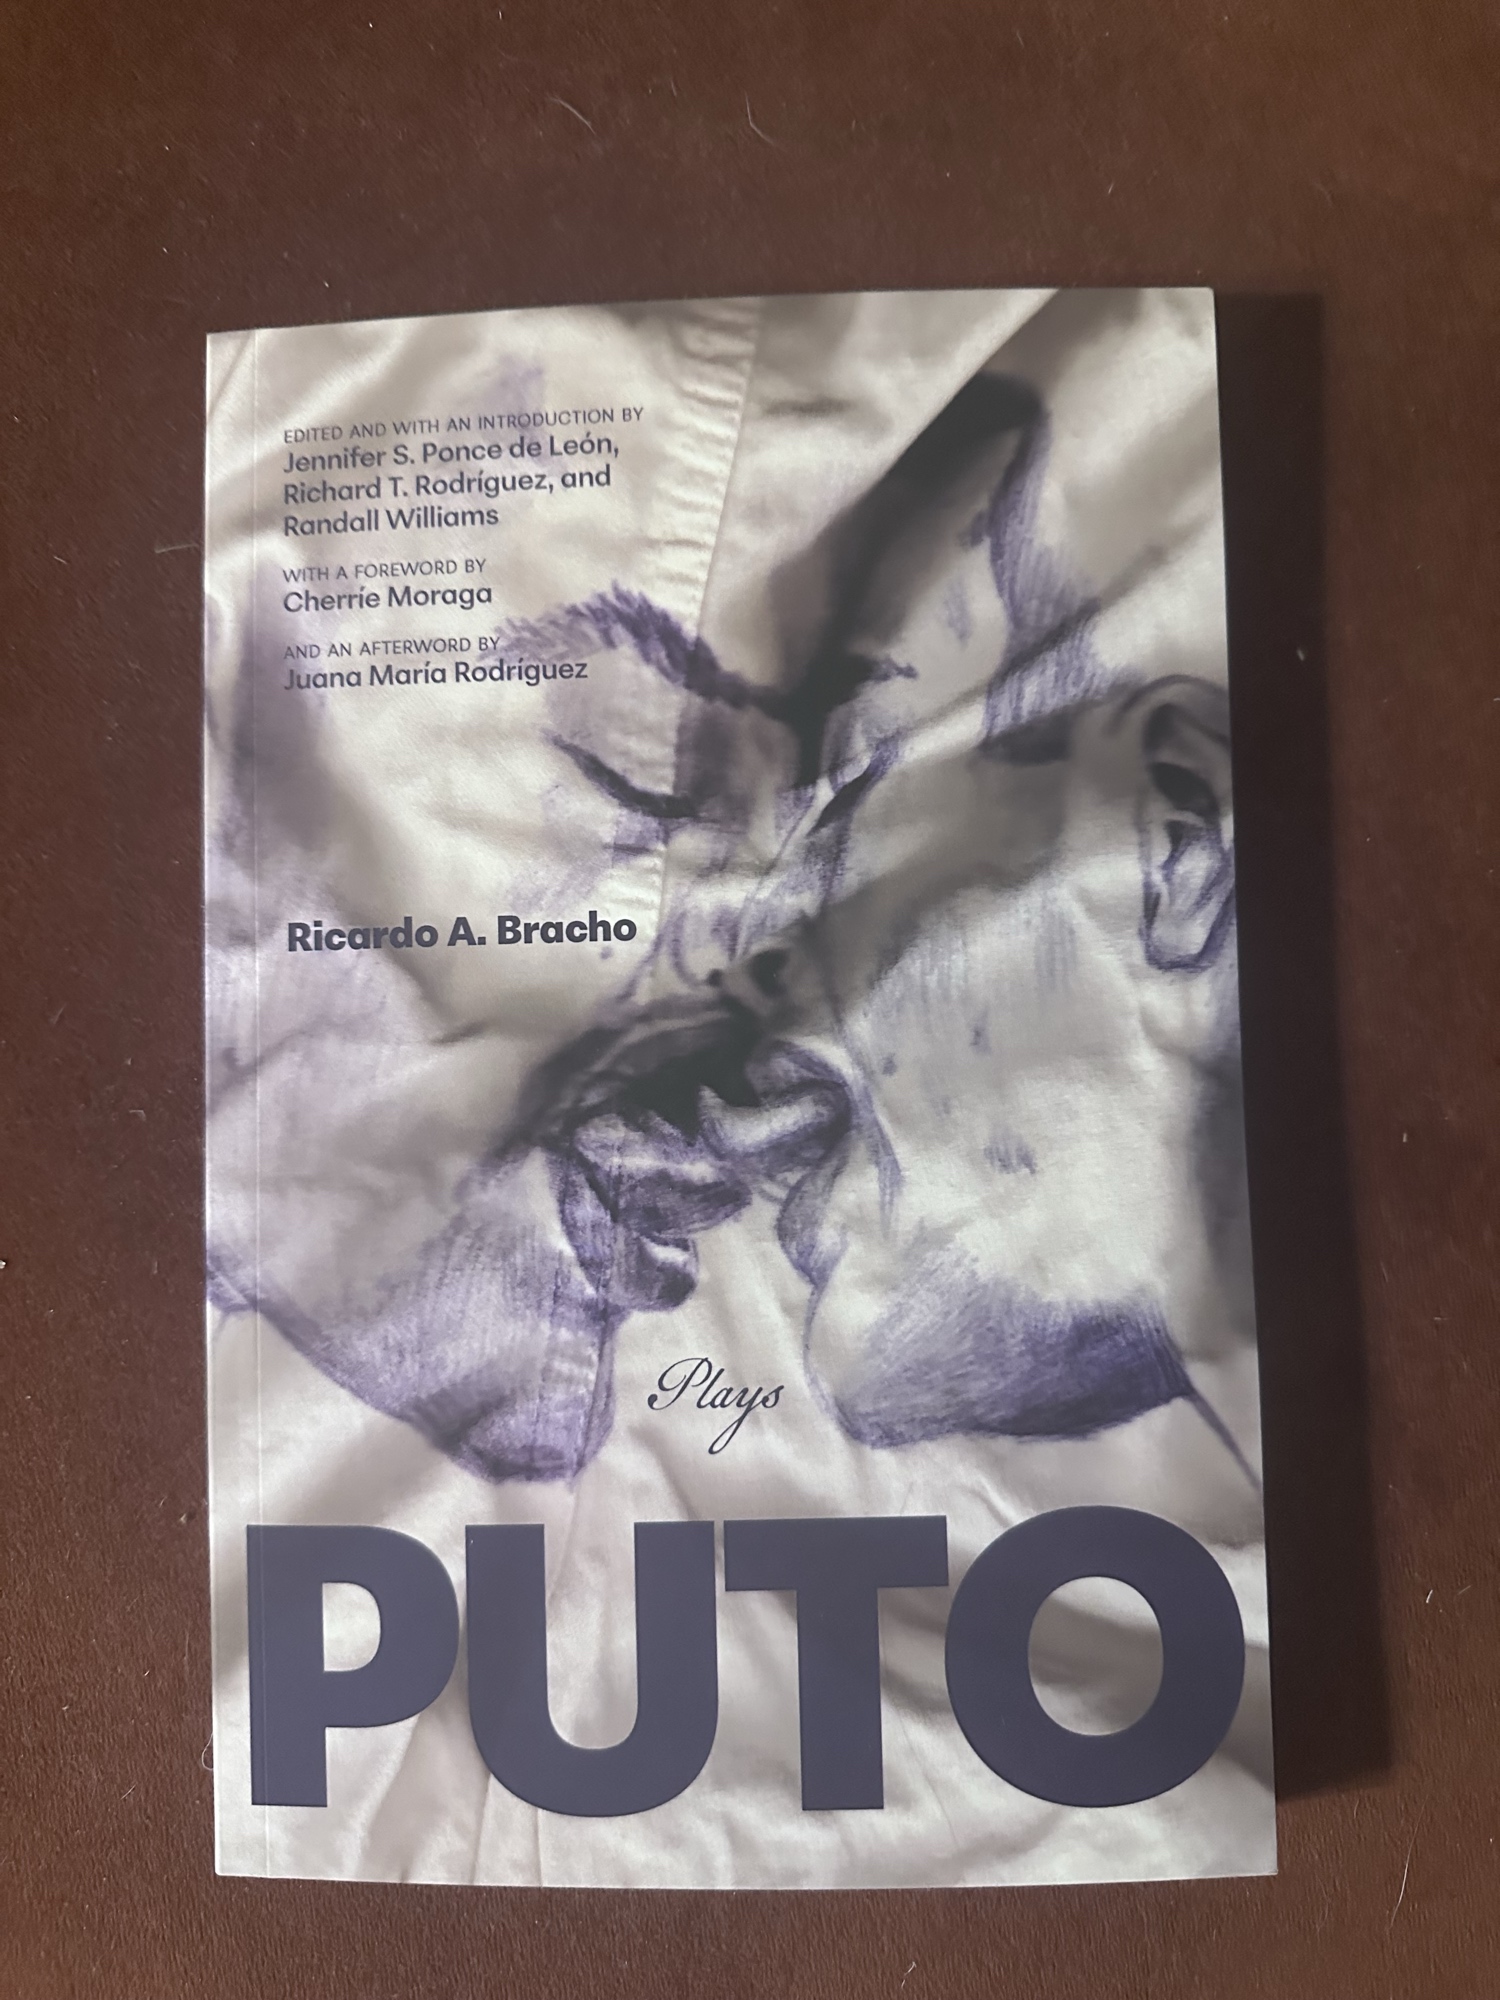 EDITED AND WITH AN INTRODUCTION BY
Jennifer S. Ponce de León,
Richard T. Rodríguez, and
Randall Williams
WITH A FOREWORD BY
Cherríe Moraga
AND AN AFTERWORD BY
Juana María Rodríguez
Ricardo A. Bracho
Plays
PUTO